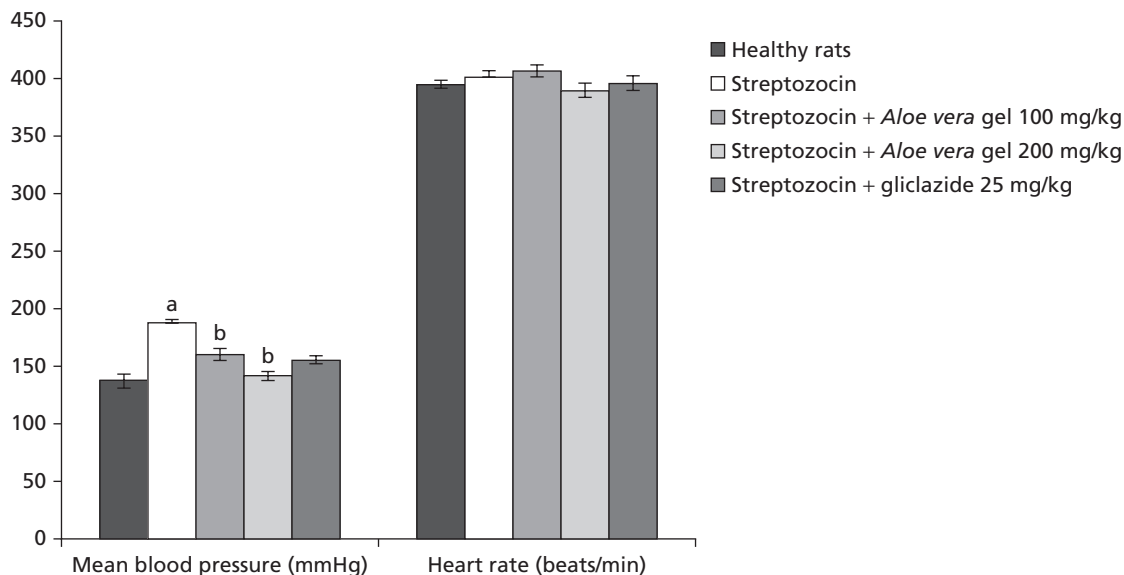 450
400
350
300
250
200
150
100
50
0
a
b
b
Mean blood pressure (mmHg)
Heart rate (beats/min)
Healthy rats
Streptozocin
Streptozocin + Aloe vera gel 100 mg/kg
Streptozocin + Aloe vera gel 200 mg/kg
Streptozocin + gliclazide 25 mg/kg